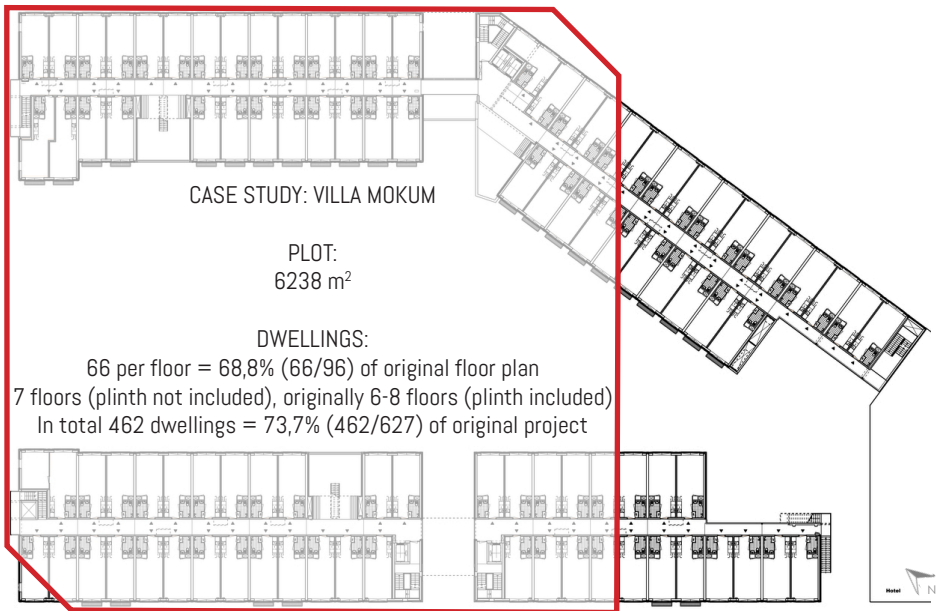 CASE STUDY: VILLA MOKUM
PLOT:
6238 m²
DWELLINGS:
66 per floor = 68,8% (66/96) of original floor plan
7 floors (plinth not included), originally 6-8 floors (plinth included)
In total 462 dwellings = 73,7% (462/627) of original project
Hotel
N